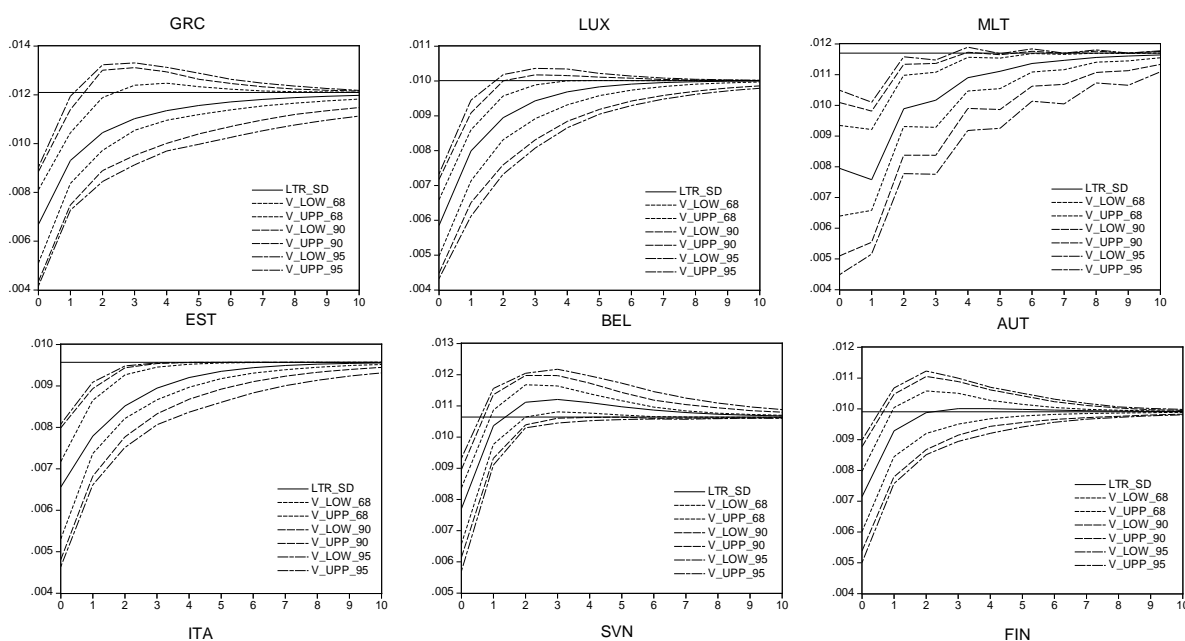 GRC
.014
.012
.010
.008
.006
.004
0 1 2 3 4 5 6 7 8 9 10
LTR_SD
V_LOW_68
V_UPP_68
V_LOW_90
V_UPP_90
V_LOW_95
V_UPP_95
LUX
.011
.010
.009
.008
.007
.006
.005
.004
0 1 2 3 4 5 6 7 8 9 10
LTR_SD
V_LOW_68
V_UPP_68
V_LOW_90
V_UPP_90
V_LOW_95
V_UPP_95
MLT
.012
.011
.010
.009
.008
.007
.006
.005
.004
0 1 2 3 4 5 6 7 8 9 10
LTR_SD
V_LOW_68
V_UPP_68
V_LOW_90
V_UPP_90
V_LOW_95
V_UPP_95
EST
.010
.009
.008
.007
.006
.005
.004
0 1 2 3 4 5 6 7 8 9 10
LTR_SD
V_LOW_68
V_UPP_68
V_LOW_90
V_UPP_90
V_LOW_95
V_UPP_95
BEL
.013
.012
.011
.010
.009
.008
.007
.006
.005
0 1 2 3 4 5 6 7 8 9 10
LTR_SD
V_LOW_68
V_UPP_68
V_LOW_90
V_UPP_90
V_LOW_95
V_UPP_95
AUT
.012
.011
.010
.009
.008
.007
.006
.005
.004
0 1 2 3 4 5 6 7 8 9 10
LTR_SD
V_LOW_68
V_UPP_68
V_LOW_90
V_UPP_90
V_LOW_95
V_UPP_95
ITA
SVN
FIN